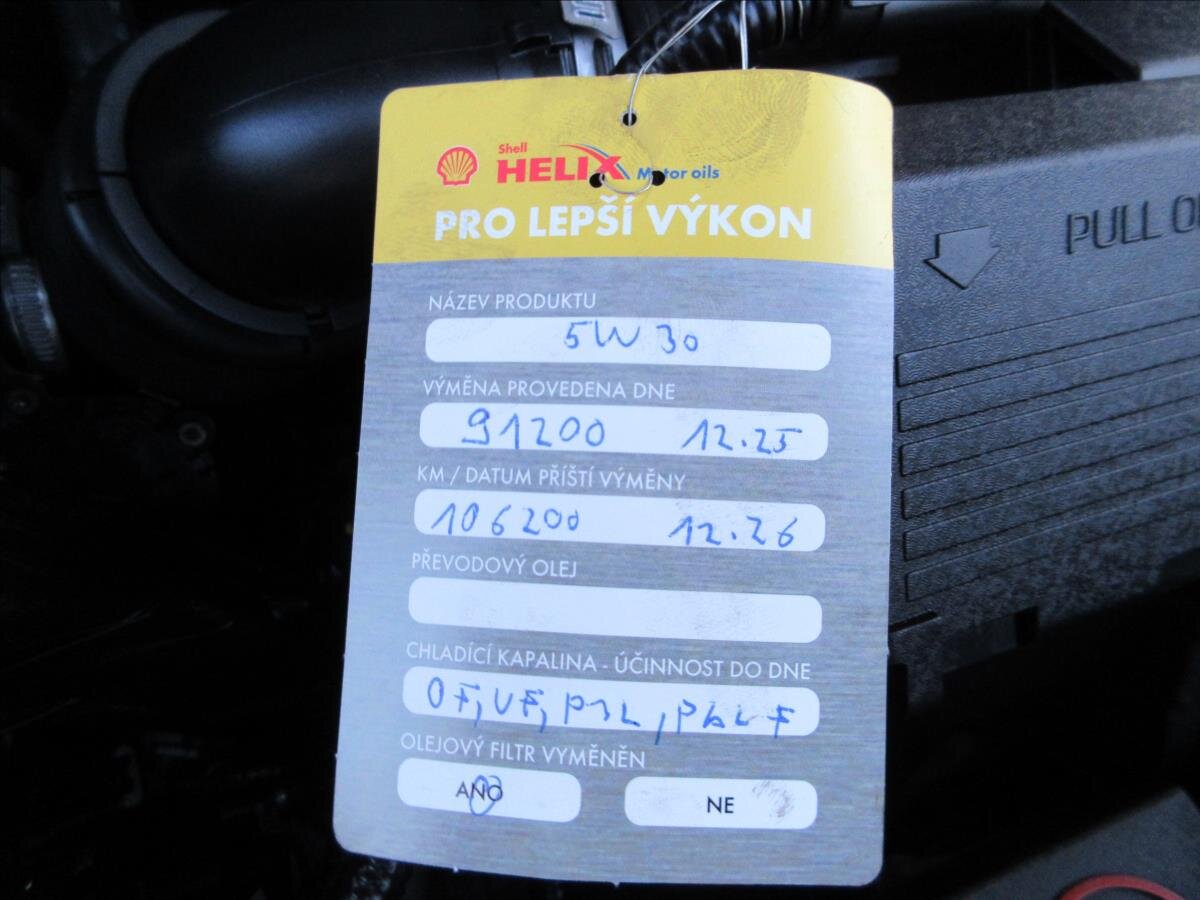 Shell
HELIX Motor oils
PRO LEPŠÍ VÝKON
PULL O
NÁZEV PRODUKTU
5W30
VÝMĚNA PROVEDENA DNE
91200 12.25
KM / DATUM PŘÍŠTÍ VÝMĚNY
106200 12.26
PŘEVODOVÝ OLEJ
CHLADÍCÍ KAPALINA - ÚČINNOST DO DNE
OF, VF,
OLEJOVÝ FILTR VYMĚNĚN
ANO NE